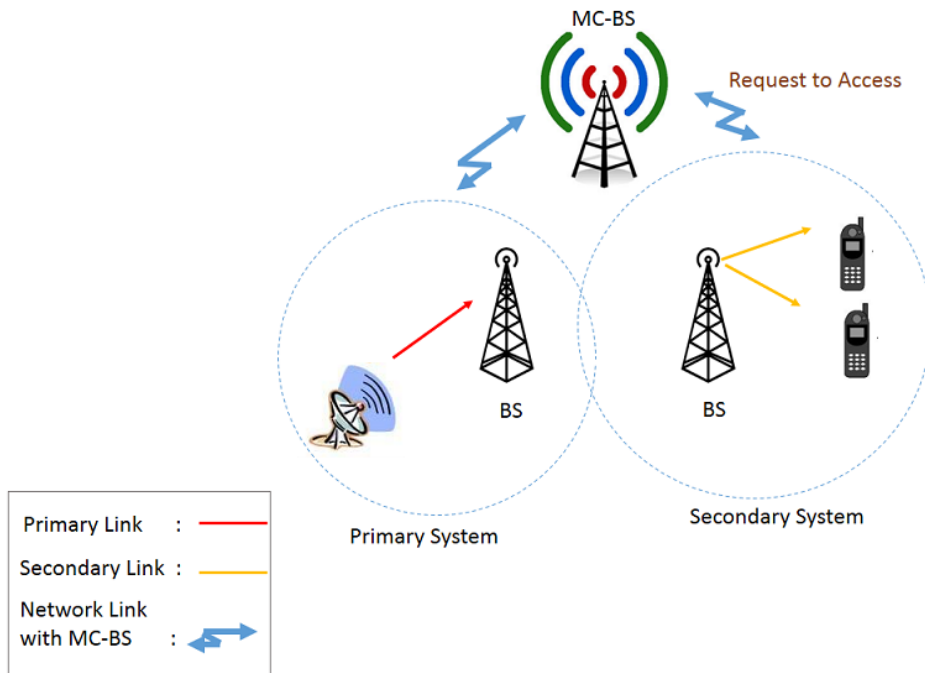 MC-BS
Request to Access
BS
BS
Primary System
Secondary System
Primary Link :
Secondary Link :
Network Link
with MC-BS :